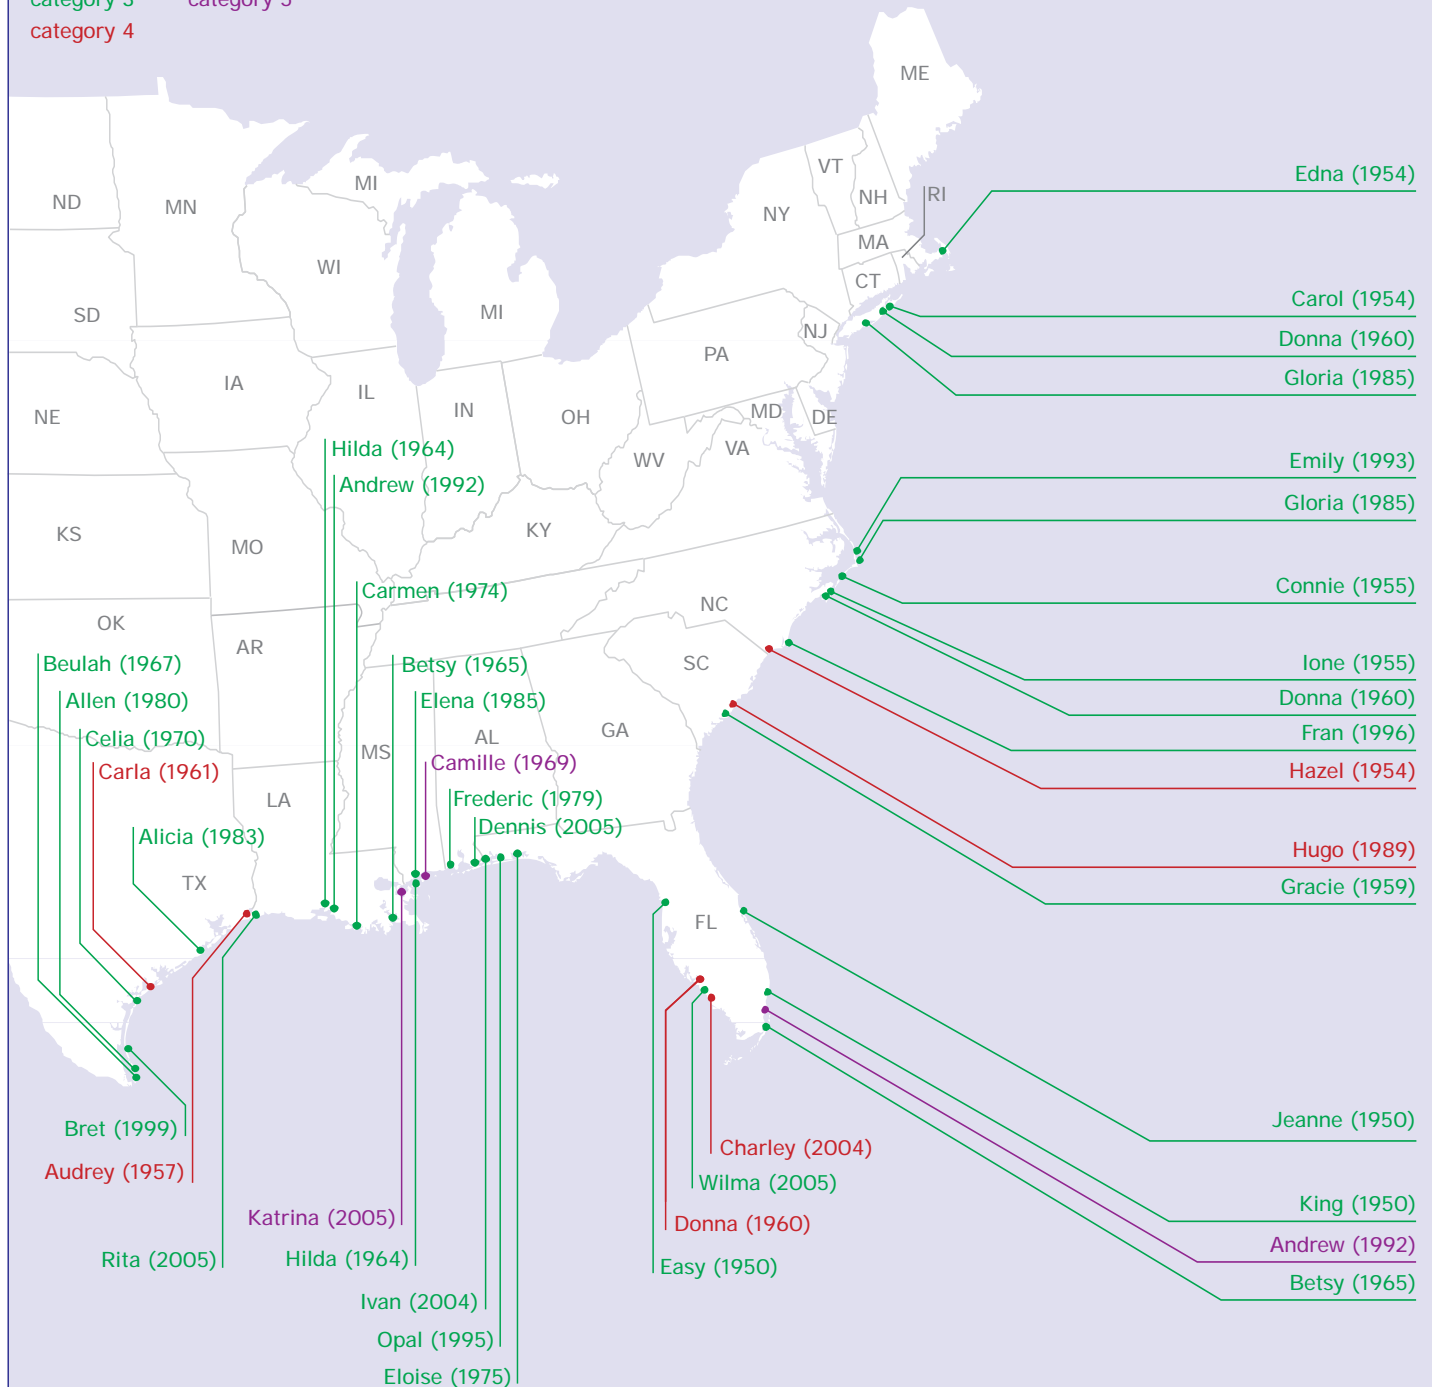 category 3 category 5
category 4
ME
VT
MI
Edna (1954)
RI
NH
ND
MN
NY
MA
WI
CT
Carol (1954)
MI
SD
NJ
Donna (1960)
PA
Gloria (1985)
IA
IL
IN
MD
NE
OH
DE
Hilda (1964)
VA
WV
Emily (1993)
Andrew (1992)
Gloria (1985)
KY
KS
MO
Carmen (1974)
Connie (1955)
NC
OK
AR
Beulah (1967)
Betsy (1965)
SC
Ione (1955)
Allen (1980)
Elena (1985)
Donna (1960)
GA
Celia (1970)
AL
Fran (1996)
MS
Carla (1961)
Camille (1969)
Hazel (1954)
LA
Frederic (1979)
Dennis (2005)
Alicia (1983)
Hugo (1989)
TX
Gracie (1959)
FL
Jeanne (1950)
Bret (1999)
Charley (2004)
Audrey (1957)
Wilma (2005)
King (1950)
Katrina (2005)
Donna (1960)
Andrew (1992)
Rita (2005)
Hilda (1964)
Easy (1950)
Betsy (1965)
Ivan (2004)
Opal (1995)
Eloise (1975)